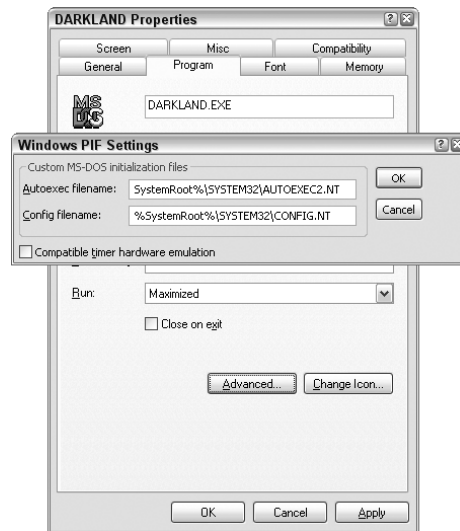 DARKLAND Properties
Screen Misc Compatibility
General Program Font Memory
MS
DOS
DARKLAND.EXE
Windows PIF Settings
Custom MS-DOS initialization files
Autoexec filename: SystemRoot%\SYSTEM32\AUTOEXEC2.NT
OK
Config filename: %SystemRoot%\SYSTEM32\CONFIG.NT
Cancel
Compatible timer hardware emulation
Run: Maximized
Close on exit
Advanced... Change Icon...
OK Cancel Apply